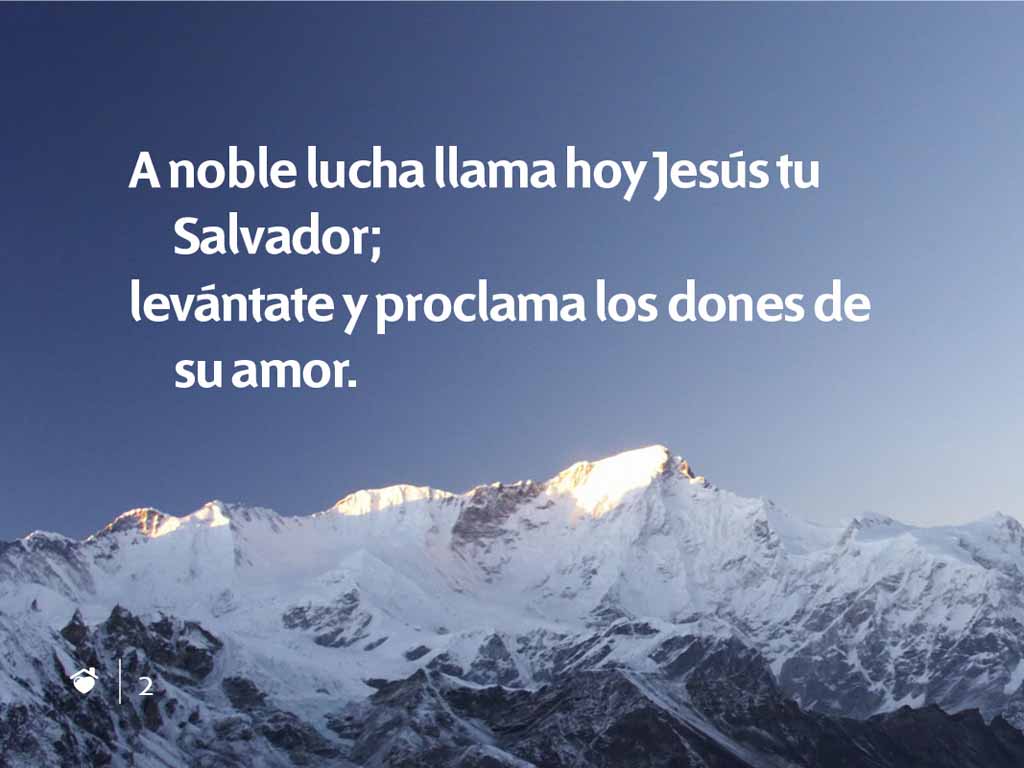 A noble lucha llama hoy Jesús tu
Salvador;
levántate y proclama los dones de
su amor.
2